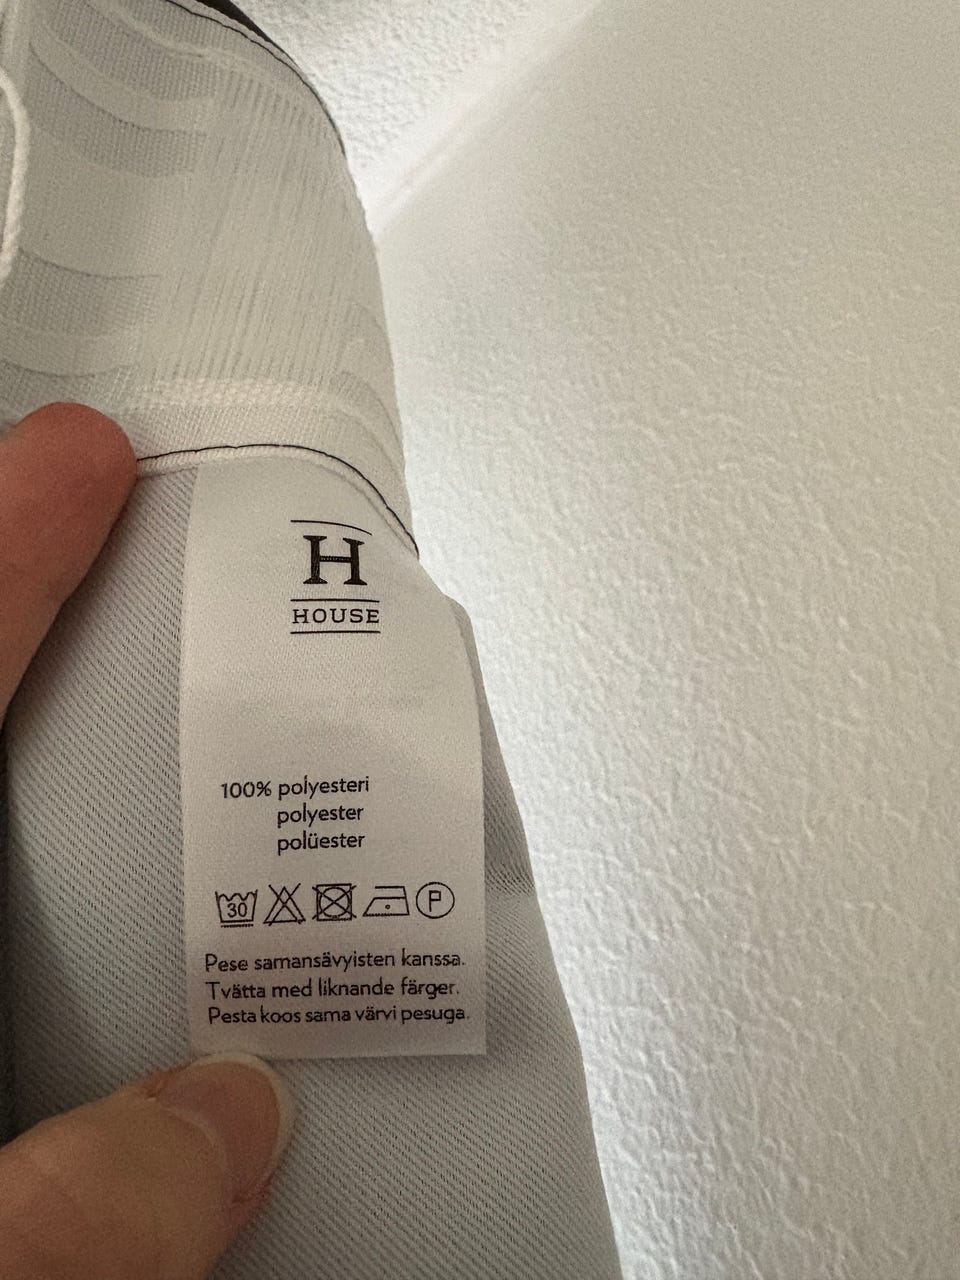 H
HOUSE
100% polyesteri
polyester
polüester
30 P
Pese samansävyisten kanssa.
Tvätta med liknande färger.
Pesta koos sama värvi pesuga.